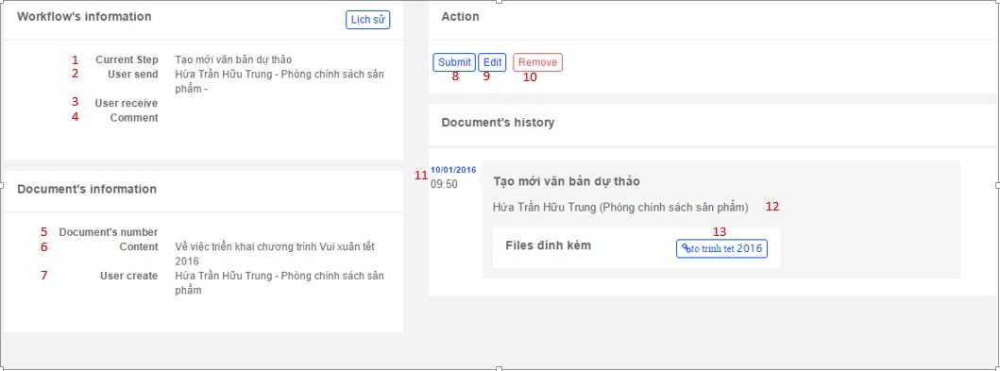 Workflow's information
Lịch sử
1 Current Step Tạo mới văn bản dự thảo
2 User send Hứa Trần Hữu Trung - Phòng chính sách sản
phẩm -
3 User receive
4 Comment
Document's information
5 Document's number
6 Content Về việc triển khai chương trình Vui xuân tết
2016
7 User create Hứa Trần Hữu Trung - Phòng chính sách sản
phẩm
Action
Submit Edit Remove
8 9 10
Document's history
11 10/01/2016
09:50
Tạo mới văn bản dự thảo
Hứa Trần Hữu Trung (Phòng chính sách sản phẩm) 12
13
Files đính kèm to trinh tet 2016